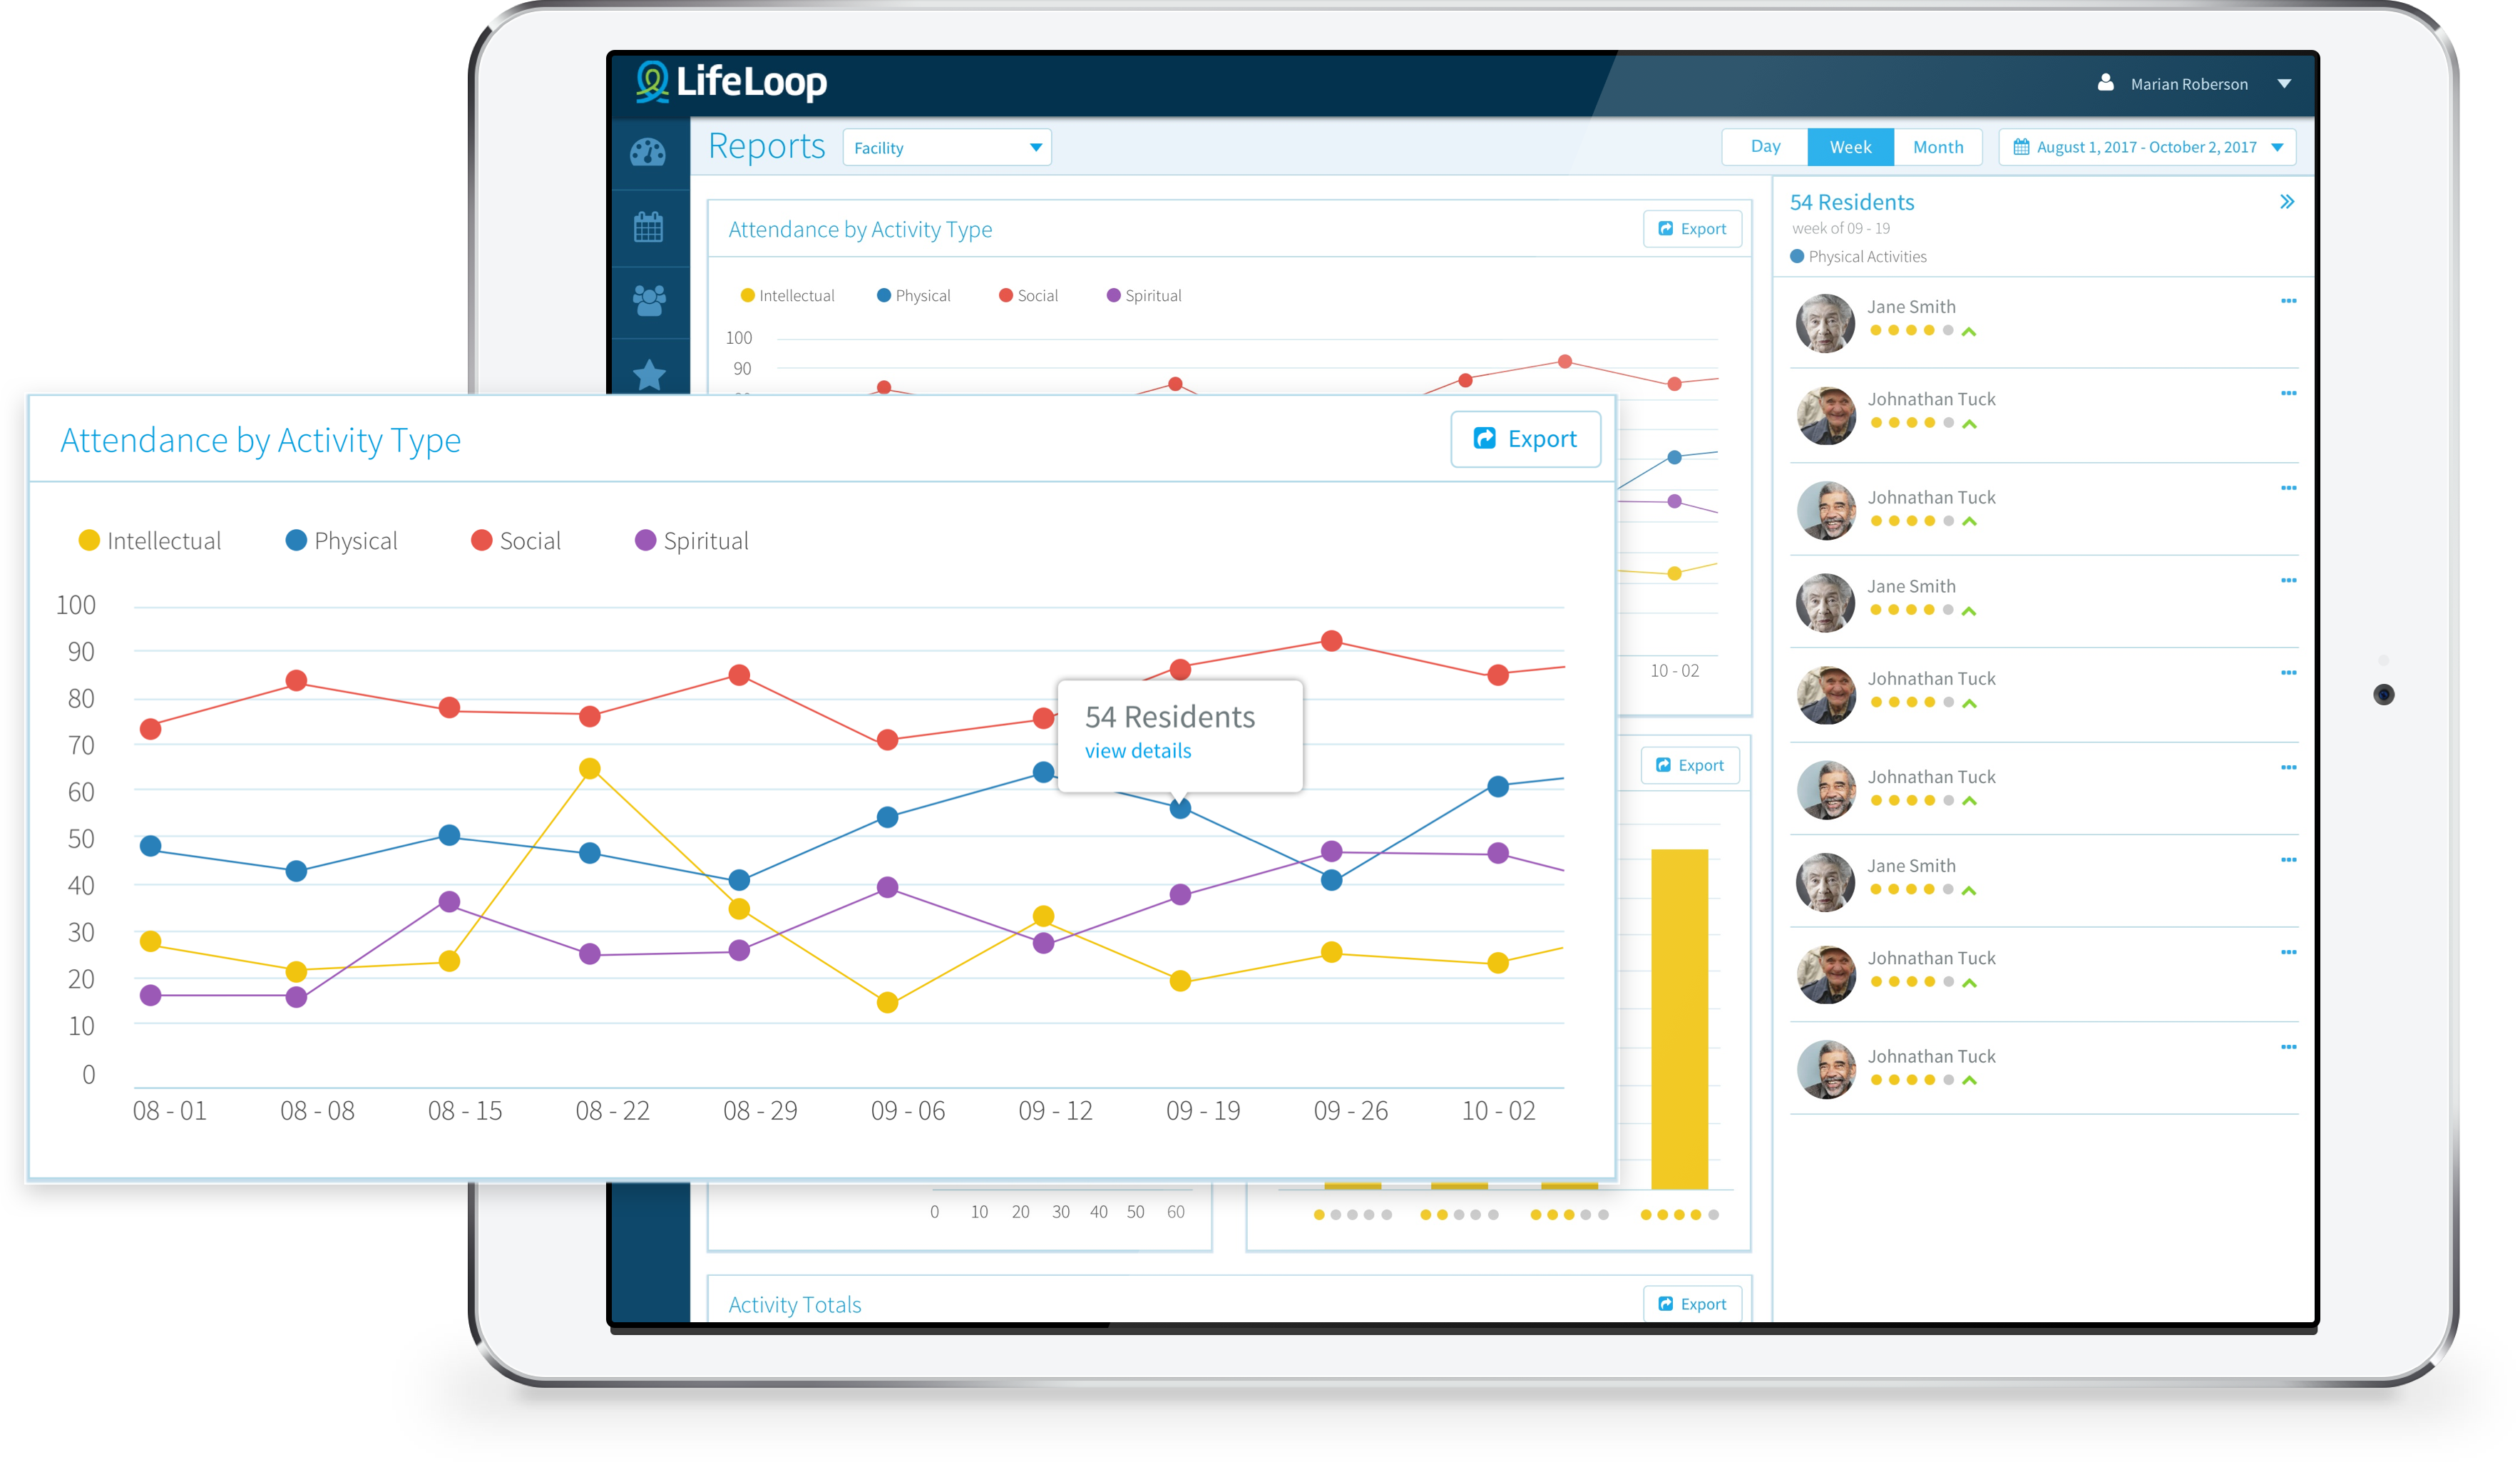 LifeLoop
Marian Roberson
Reports
Facility
Day
Week
Month
August 1, 2017 - October 2, 2017
Attendance by Activity Type
Export
Intellectual
Physical
Social
Spiritual
100
90
10 - 02
Export
0 10 20 30 40 50 60
Activity Totals
Export
54 Residents
week of 09 - 19
Physical Activities
Jane Smith
Johnathan Tuck
Johnathan Tuck
Jane Smith
Johnathan Tuck
Johnathan Tuck
Jane Smith
Johnathan Tuck
Johnathan Tuck
Attendance by Activity Type
Export
Intellectual
Physical
Social
Spiritual
100
90
80
70
60
50
40
30
20
10
0
54 Residents
view details
08 - 01 08 - 08 08 - 15 08 - 22 08 - 29 09 - 06 09 - 12 09 - 19 09 - 26 10 - 02